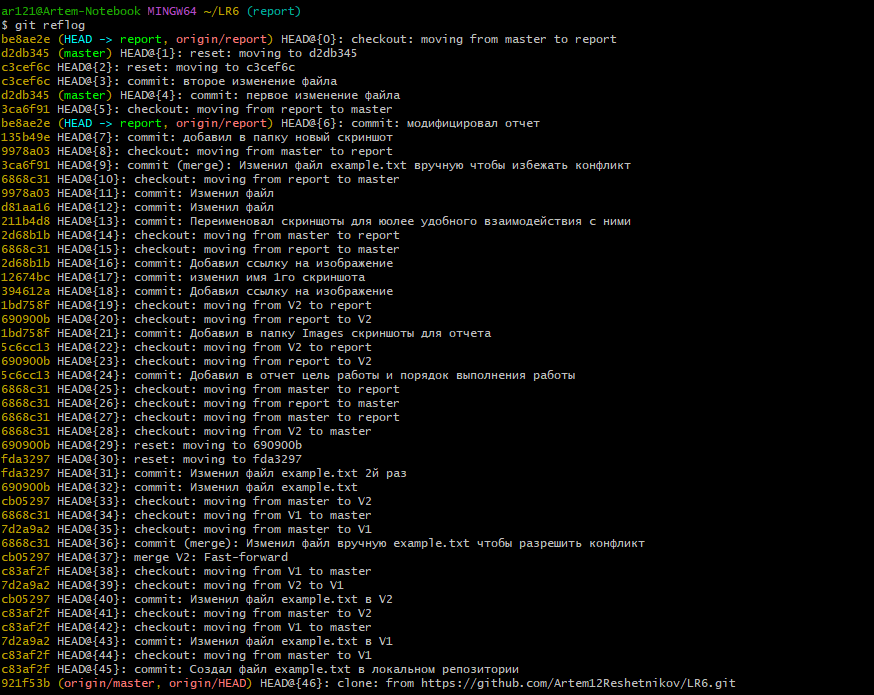 ar121@Artem-Notebook MINGW64 ~/LR6 (report)
$ git reflog
be8ae2e (HEAD -> report, origin/report) HEAD@{0}: checkout: moving from master to report
d2db345 (master) HEAD@{1}: reset: moving to d2db345
c3cef6c HEAD@{2}: reset: moving to c3cef6c
c3cef6c HEAD@{3}: commit: второе изменение файла
d2db345 (master) HEAD@{4}: commit: первое изменение файла
3ca6f91 HEAD@{5}: checkout: moving from report to master
be8ae2e (HEAD -> report, origin/report) HEAD@{6}: commit: модифицировал отчет
135b49e HEAD@{7}: commit: добавил в папку новый скриншот
9978a03 HEAD@{8}: checkout: moving from master to report
3ca6f91 HEAD@{9}: commit (merge): Изменил файл example.txt вручную чтобы избежать конфликт
6868c31 HEAD@{10}: checkout: moving from report to master
9978a03 HEAD@{11}: commit: Изменил файл
d81aa16 HEAD@{12}: commit: Изменил файл
211b4d8 HEAD@{13}: commit: Переименовал скринщоты для юолее удобного взаимодействия с ними
2d68b1b HEAD@{14}: checkout: moving from master to report
6868c31 HEAD@{15}: checkout: moving from report to master
2d68b1b HEAD@{16}: commit: Добавил ссылку на изображение
12674bc HEAD@{17}: commit: изменил имя 1го скриншота
394612a HEAD@{18}: commit: Добавил ссылку на изображение
1bd758f HEAD@{19}: checkout: moving from V2 to report
690900b HEAD@{20}: checkout: moving from report to V2
1bd758f HEAD@{21}: commit: Добавил в папку Images скриншоты для отчета
5c6cc13 HEAD@{22}: checkout: moving from V2 to report
690900b HEAD@{23}: checkout: moving from report to V2
5c6cc13 HEAD@{24}: commit: Добавил в отчет цель работы и порядок выполнения работы
6868c31 HEAD@{25}: checkout: moving from master to report
6868c31 HEAD@{26}: checkout: moving from report to master
6868c31 HEAD@{27}: checkout: moving from master to report
6868c31 HEAD@{28}: checkout: moving from V2 to master
690900b HEAD@{29}: reset: moving to 690900b
fda3297 HEAD@{30}: reset: moving to fda3297
fda3297 HEAD@{31}: commit: Изменил файл example.txt 2й раз
690900b HEAD@{32}: commit: Изменил файл example.txt
cb05297 HEAD@{33}: checkout: moving from master to V2
6868c31 HEAD@{34}: checkout: moving from V1 to master
7d2a9a2 HEAD@{35}: checkout: moving from master to V1
6868c31 HEAD@{36}: commit (merge): Изменил файл вручную example.txt чтобы разрешить конфликт
cb05297 HEAD@{37}: merge V2: Fast-forward
c83af2f HEAD@{38}: checkout: moving from V1 to master
7d2a9a2 HEAD@{39}: checkout: moving from V2 to V1
cb05297 HEAD@{40}: commit: Изменил файл example.txt в V2
c83af2f HEAD@{41}: checkout: moving from master to V2
c83af2f HEAD@{42}: checkout: moving from V1 to master
7d2a9a2 HEAD@{43}: commit: Изменил файл example.txt в V1
c83af2f HEAD@{44}: checkout: moving from master to V1
c83af2f HEAD@{45}: commit: Создал файл example.txt в локальном репозитории
921f53b (origin/master, origin/HEAD) HEAD@{46}: clone: from https://github.com/Artem12Reshetnikov/LR6.git